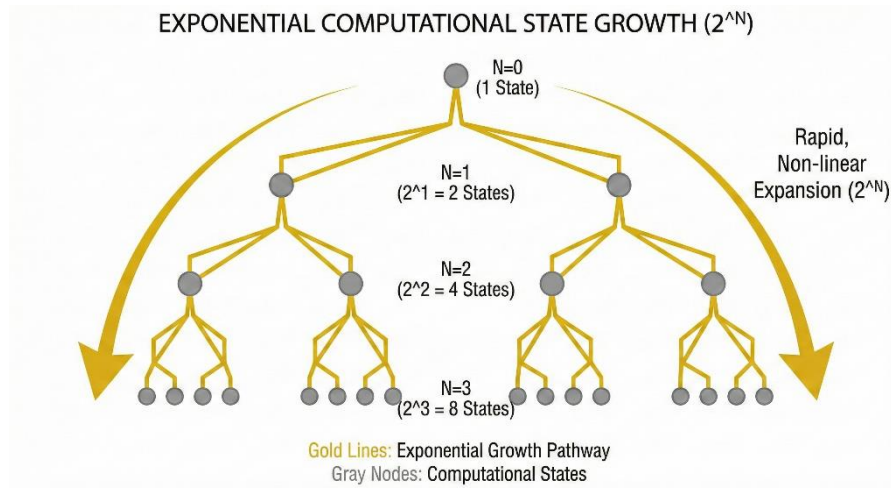 EXPONENTIAL COMPUTATIONAL STATE GROWTH (2^N)
N=0
(1 State)
Rapid,
Non-linear
Expansion (2^N)
N=1
(2^1 = 2 States)
N=2
(2^2 = 4 States)
N=3
(2^3 = 8 States)
Gold Lines: Exponential Growth Pathway
Gray Nodes: Computational States